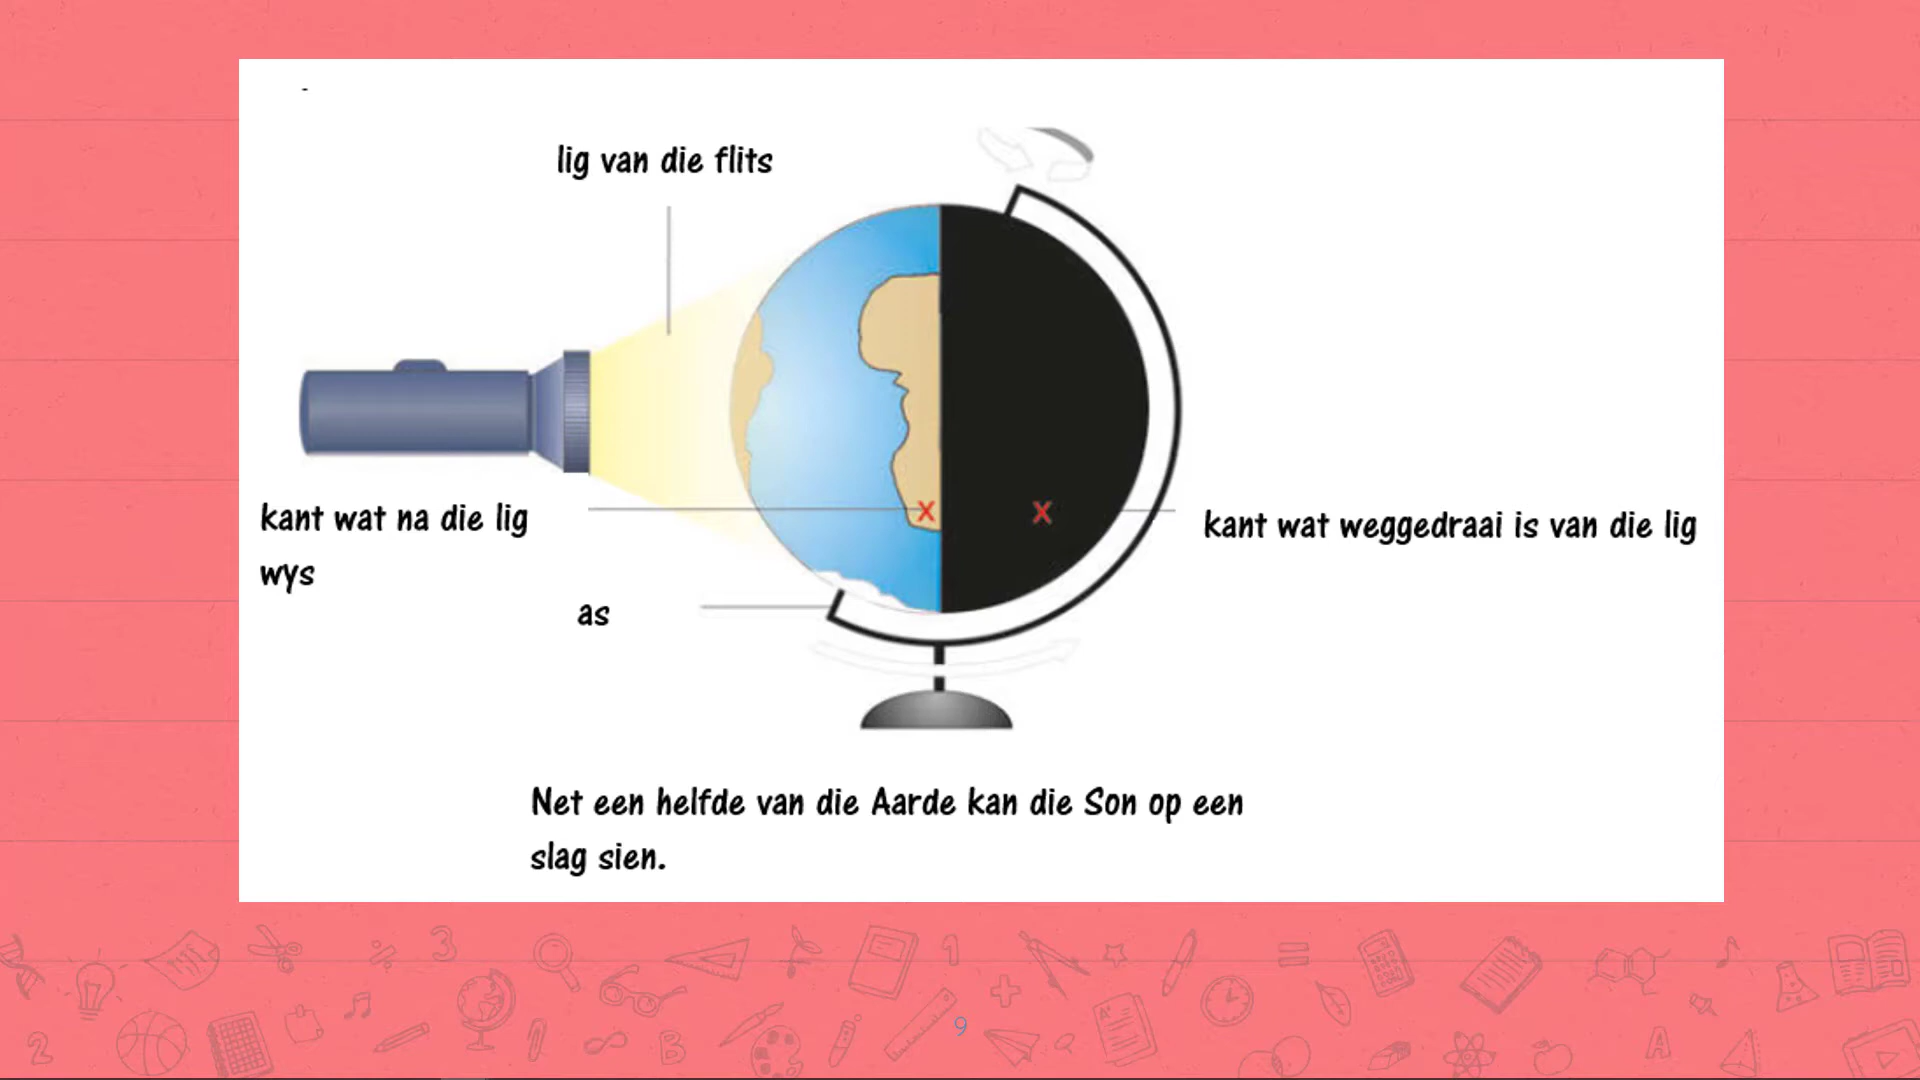 -
lig van die flits
X
X
kant wat na die lig
wys
kant wat weggedraai is van die lig
as
Net een helfde van die Aarde kan die Son op een
slag sien.
9